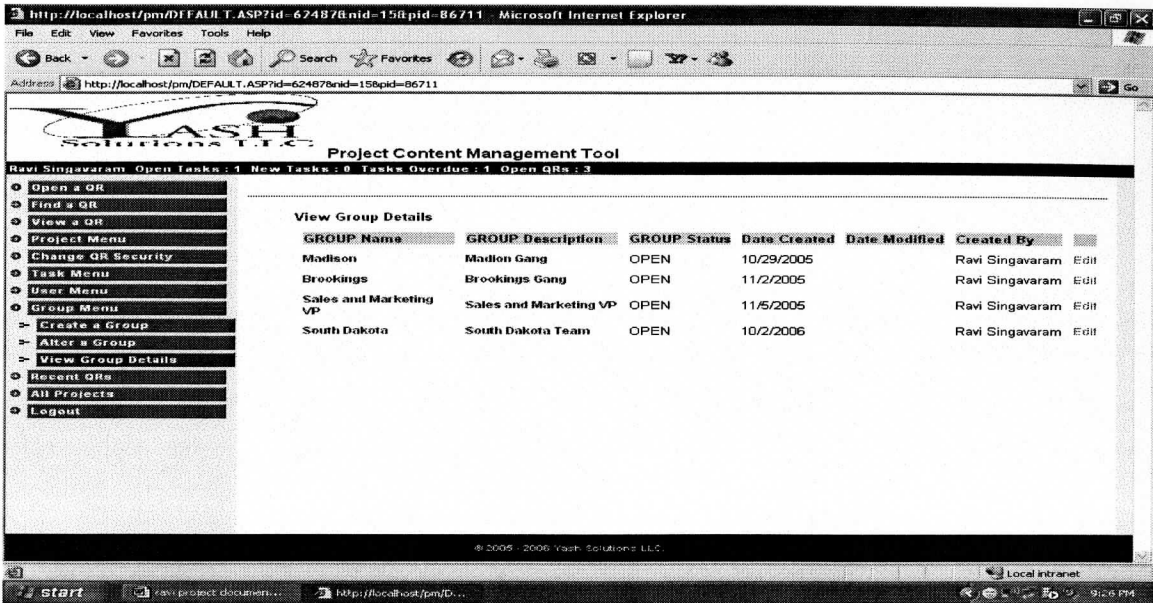 http://localhost/pm/DEFAULT.ASP?id=62487&nid=15&pid=86711 - Microsoft Internet Explorer
File Edit View Favorites Tools Help
Back Search Favorites
Address http://localhost/pm/DEFAULT.ASP?id=62487&nid=15&pid=86711 Go
YASH
Solutions L.L.C.
Project Content Management Tool
Ravi Singavaram Open Tasks : 1 New Tasks : 0 Tasks Overdue : 1 Open QRs : 3
Open a QR
Find a QR
View a QR
Project Menu
Change QR Security
Task Menu
User Menu
Group Menu
Create a Group
Alter a Group
View Group Details
Recent QRs
All Projects
Logout
View Group Details
GROUP Name GROUP Description GROUP Status Date Created Date Modified Created By
Madison Madion Gang OPEN 10/29/2005 Ravi Singavaram Edit
Brookings Brookings Gang OPEN 11/2/2005 Ravi Singavaram Edit
Sales and Marketing VP Sales and Marketing VP OPEN 11/5/2005 Ravi Singavaram Edit
South Dakota South Dakota Team OPEN 10/2/2006 Ravi Singavaram Edit
© 2005 - 2006 Yash Solutions LLC.
Local intranet
start ravi project documen... http://localhost/pm/D... 9:26 PM